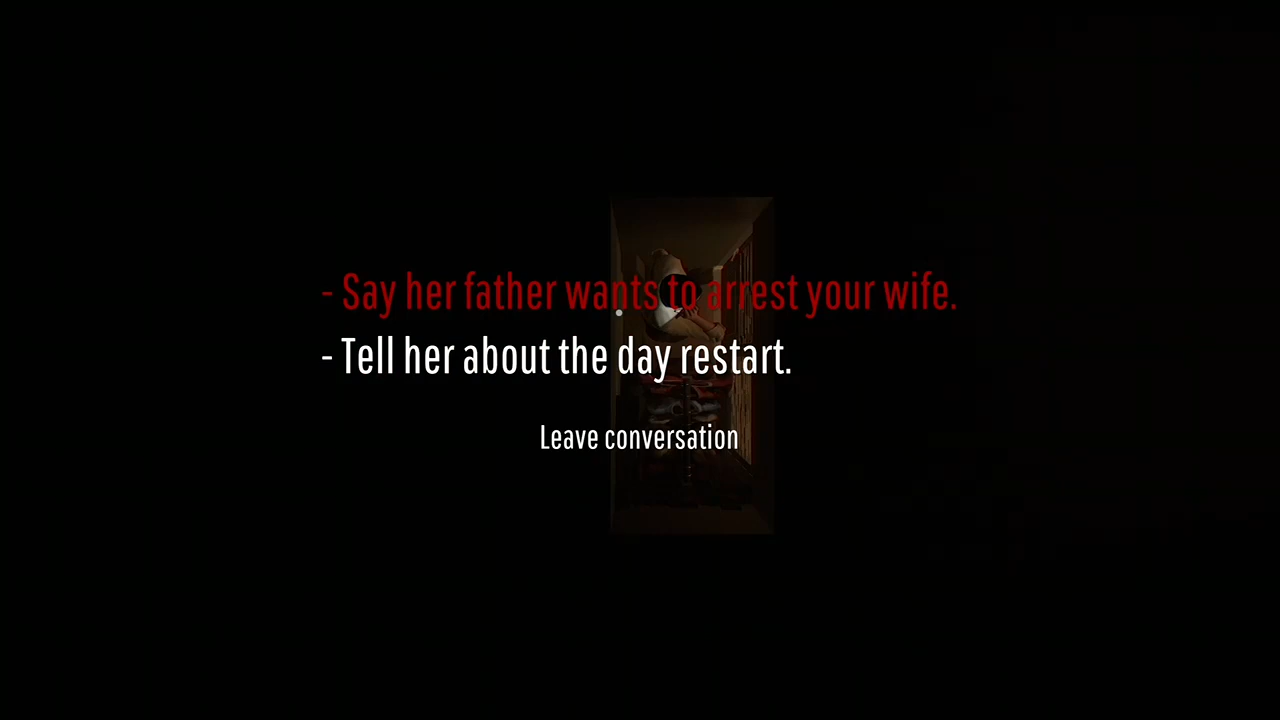 - Say her father wants to arrest your wife.
- Tell her about the day restart.
Leave conversation